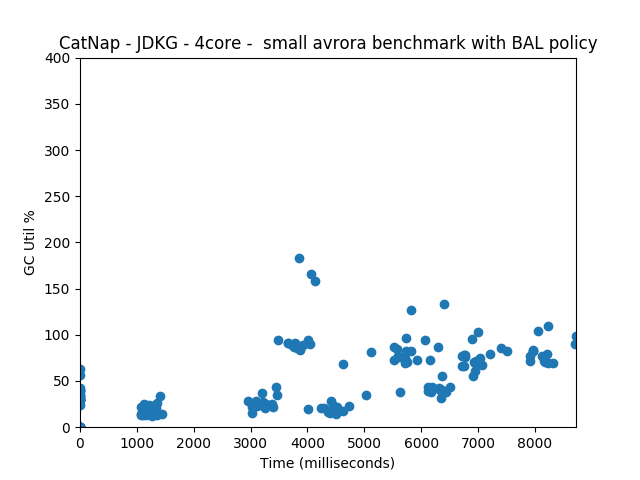 CatNap - JDKG - 4core -  small avrora benchmark with BAL policy
400
350
300
250
200
150
100
50
0
GC Util %
0 1000 2000 3000 4000 5000 6000 7000 8000
Time (milliseconds)